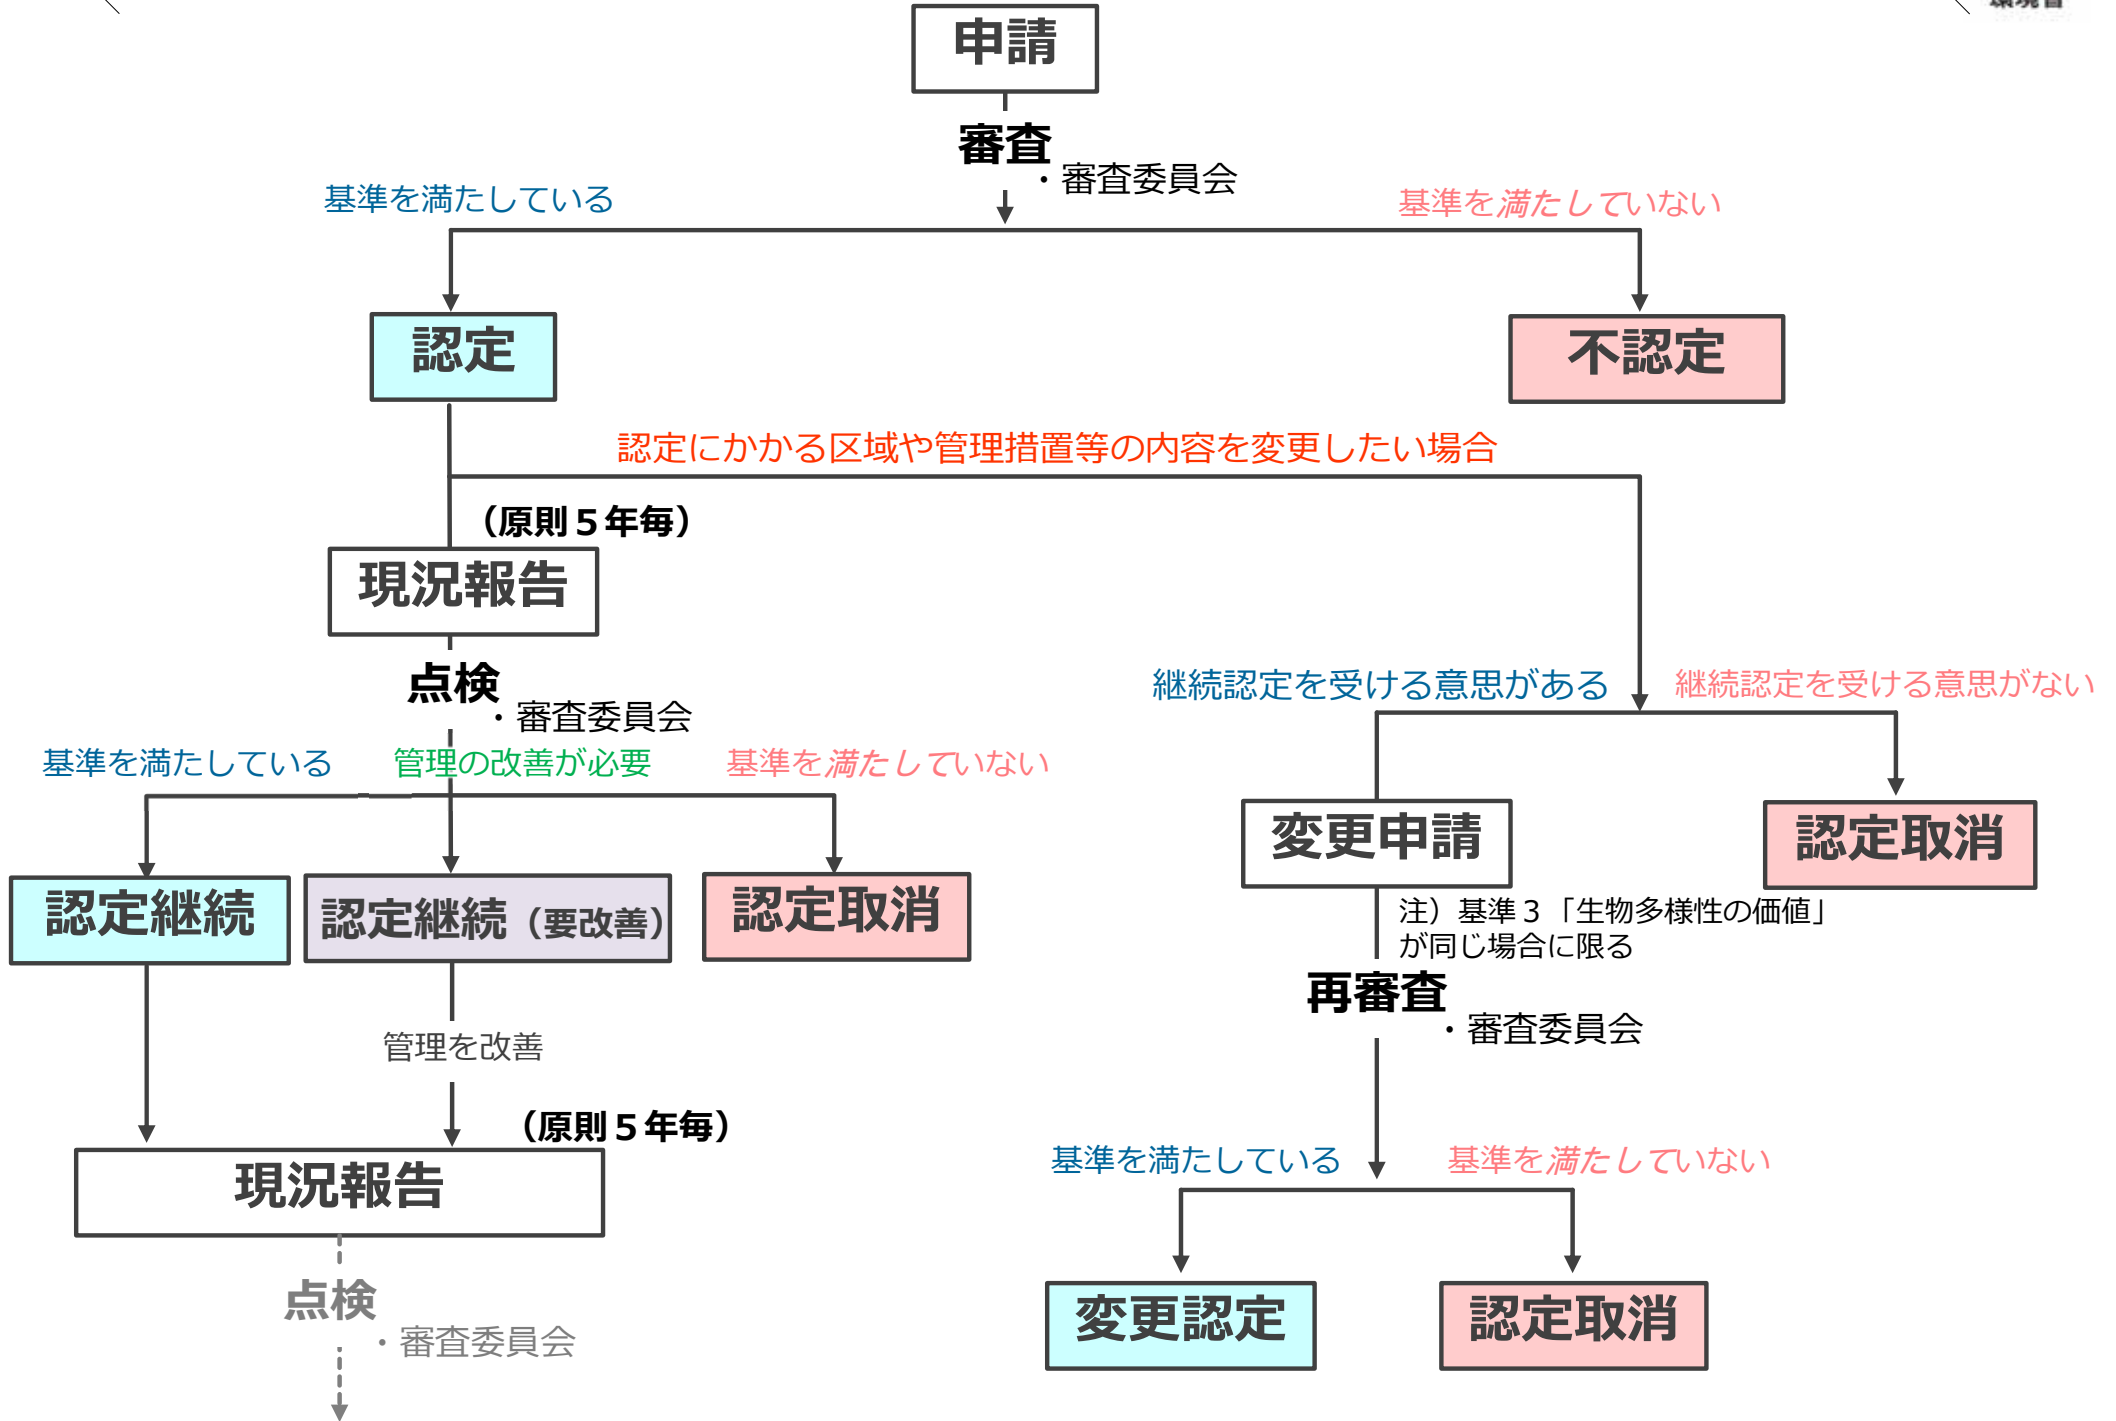 申請
審査
・審査委員会
基準を満たしている
基準を満たしていない
認定
不認定
認定にかかる区域や管理措置等の内容を変更したい場合
（原則５年毎）
現況報告
点検
・審査委員会
継続認定を受ける意思がある
継続認定を受ける意思がない
基準を満たしている
管理の改善が必要
基準を満たしていない
変更申請
認定取消
認定継続
認定継続（要改善）
認定取消
注）基準３「生物多様性の価値」
が同じ場合に限る
再審査
・審査委員会
管理を改善
（原則５年毎）
基準を満たしている
基準を満たしていない
現況報告
点検
・審査委員会
変更認定
認定取消